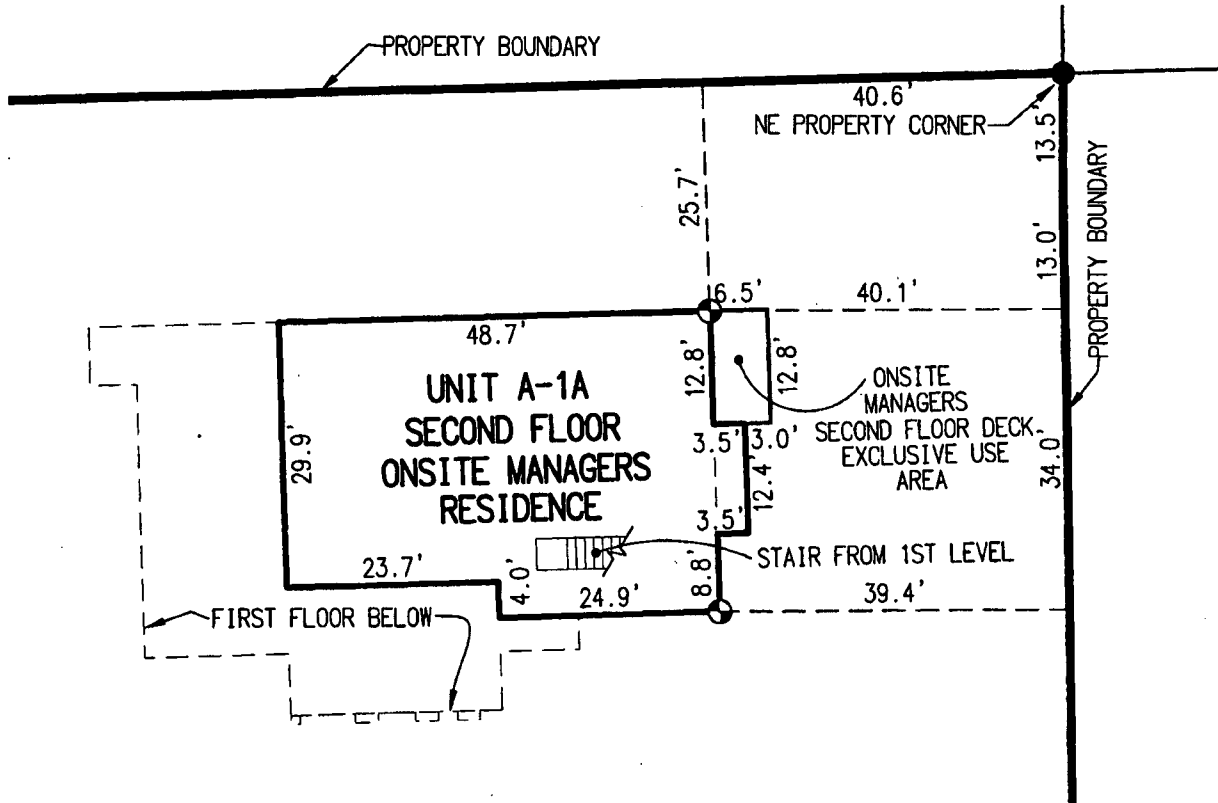 PROPERTY BOUNDARY
40.6'
NE PROPERTY CORNER
13.5'
25.7'
13.0'
PROPERTY BOUNDARY
6.5'
40.1'
48.7'
12.8'
12.8'
UNIT A-1A
SECOND FLOOR
ONSITE MANAGERS
RESIDENCE
ONSITE
MANAGERS
SECOND FLOOR DECK-
EXCLUSIVE USE
AREA
29.9'
3.5'
3.0'
34.0'
12.4'
3.5'
STAIR FROM 1ST LEVEL
23.7'
4.0'
24.9'
8.8'
39.4'
FIRST FLOOR BELOW